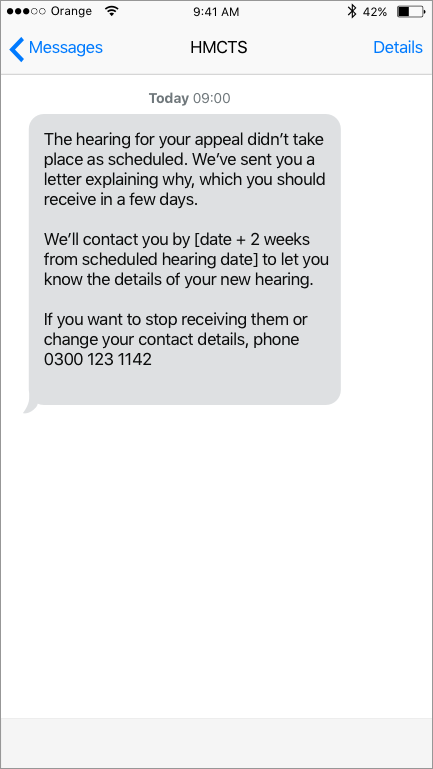 Orange 9:41 AM 42%
Messages HMCTS Details
Today 09:00
The hearing for your appeal didn’t take
place as scheduled. We’ve sent you a
letter explaining why, which you should
receive in a few days.
We’ll contact you by [date + 2 weeks
from scheduled hearing date] to let you
know the details of your new hearing.
If you want to stop receiving them or
change your contact details, phone
0300 123 1142